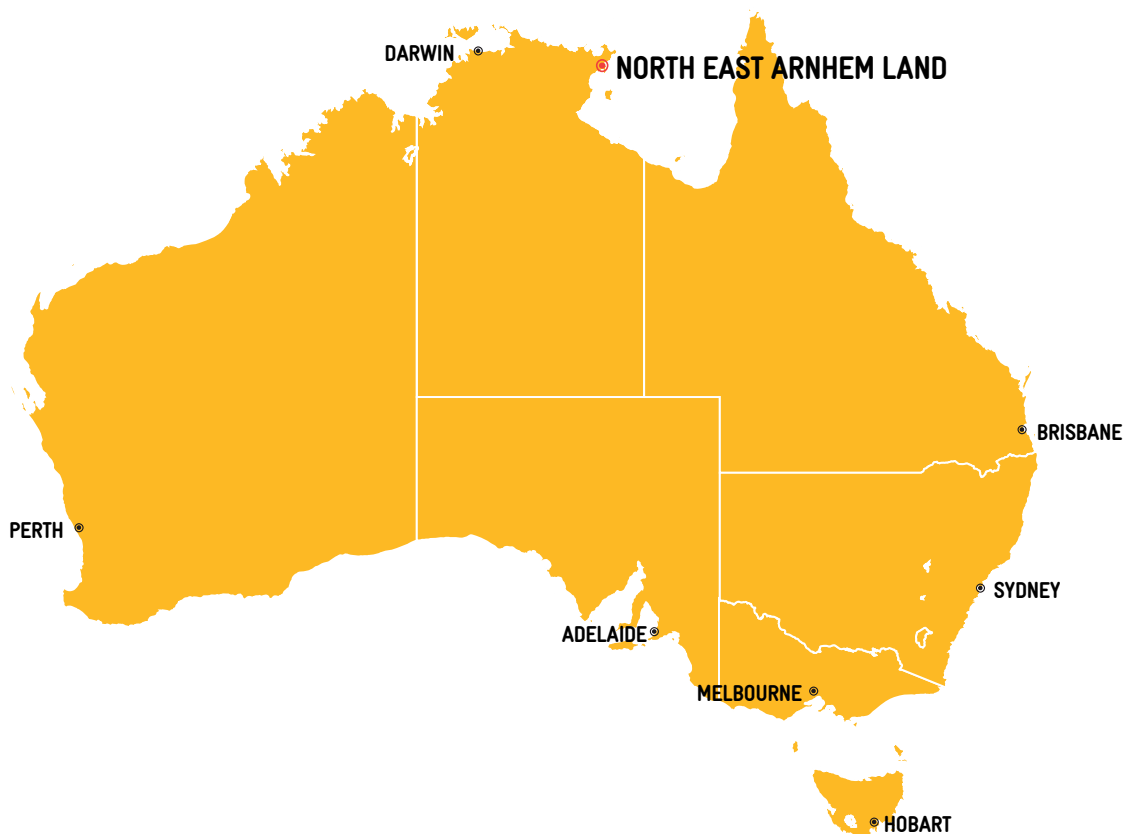 DARWIN
NORTH EAST ARNHEM LAND
BRISBANE
PERTH
SYDNEY
ADELAIDE
MELBOURNE
HOBART